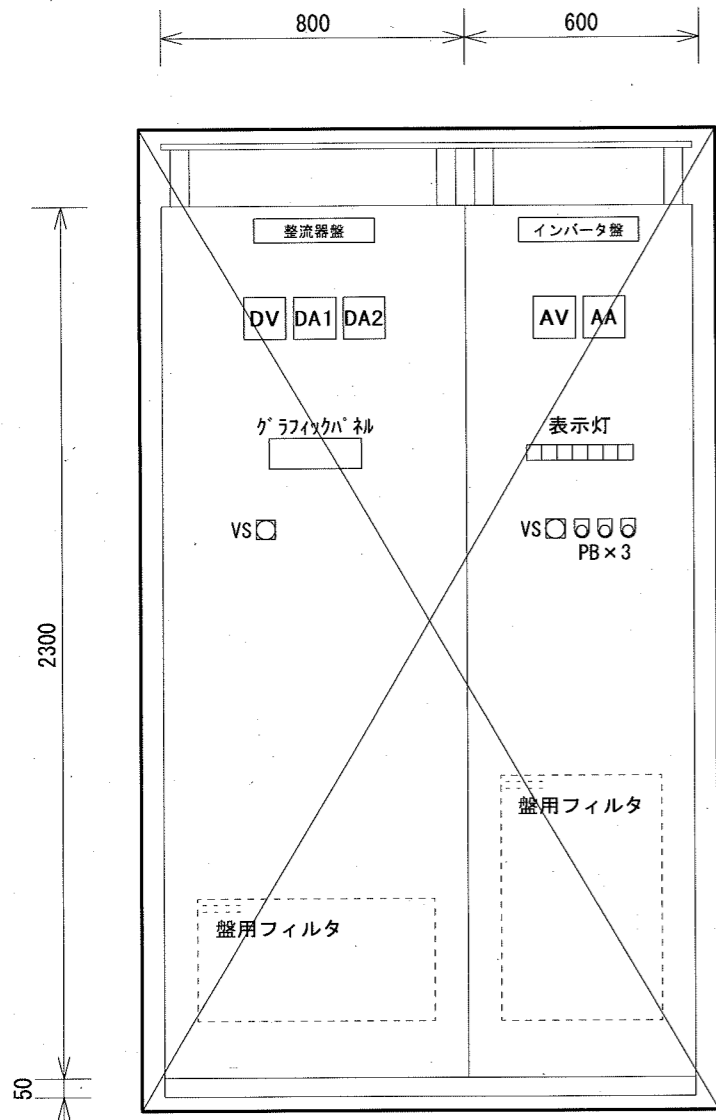 800
600
整流器盤
インバータ盤
DV
DA1
DA2
AV
AA
グラフィックパネル
表示灯
VS
VS
PB×3
2300
盤用フィルタ
盤用フィルタ
50